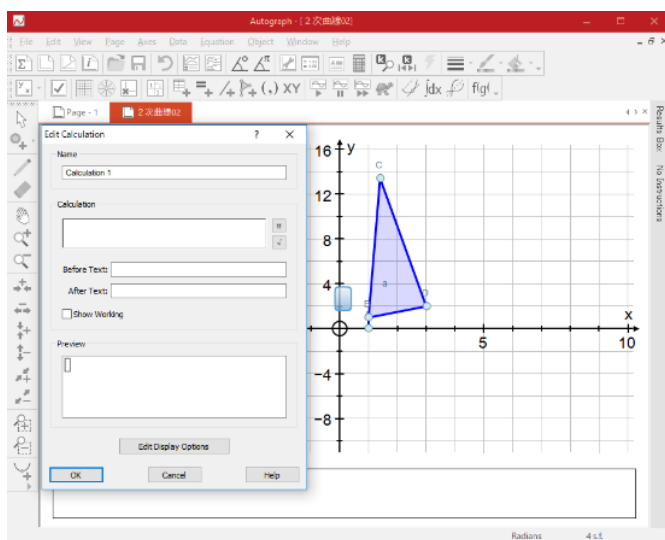 Autograph - [２次曲線02]
File Edit View Page Axes Data Equation Object Window Help
XY ∫dx f'g(
Page - 1 ２次曲線02
Results Box: No Instructions
Edit Calculation ? ×
Name
Calculation 1
Calculation
π
√
Before Text:
After Text:
Show Working
Preview
Edit Display Options
OK Cancel Help
y
16
C
12
8
4
a
x
5 10
−4
−8
Radians 4 s.f.